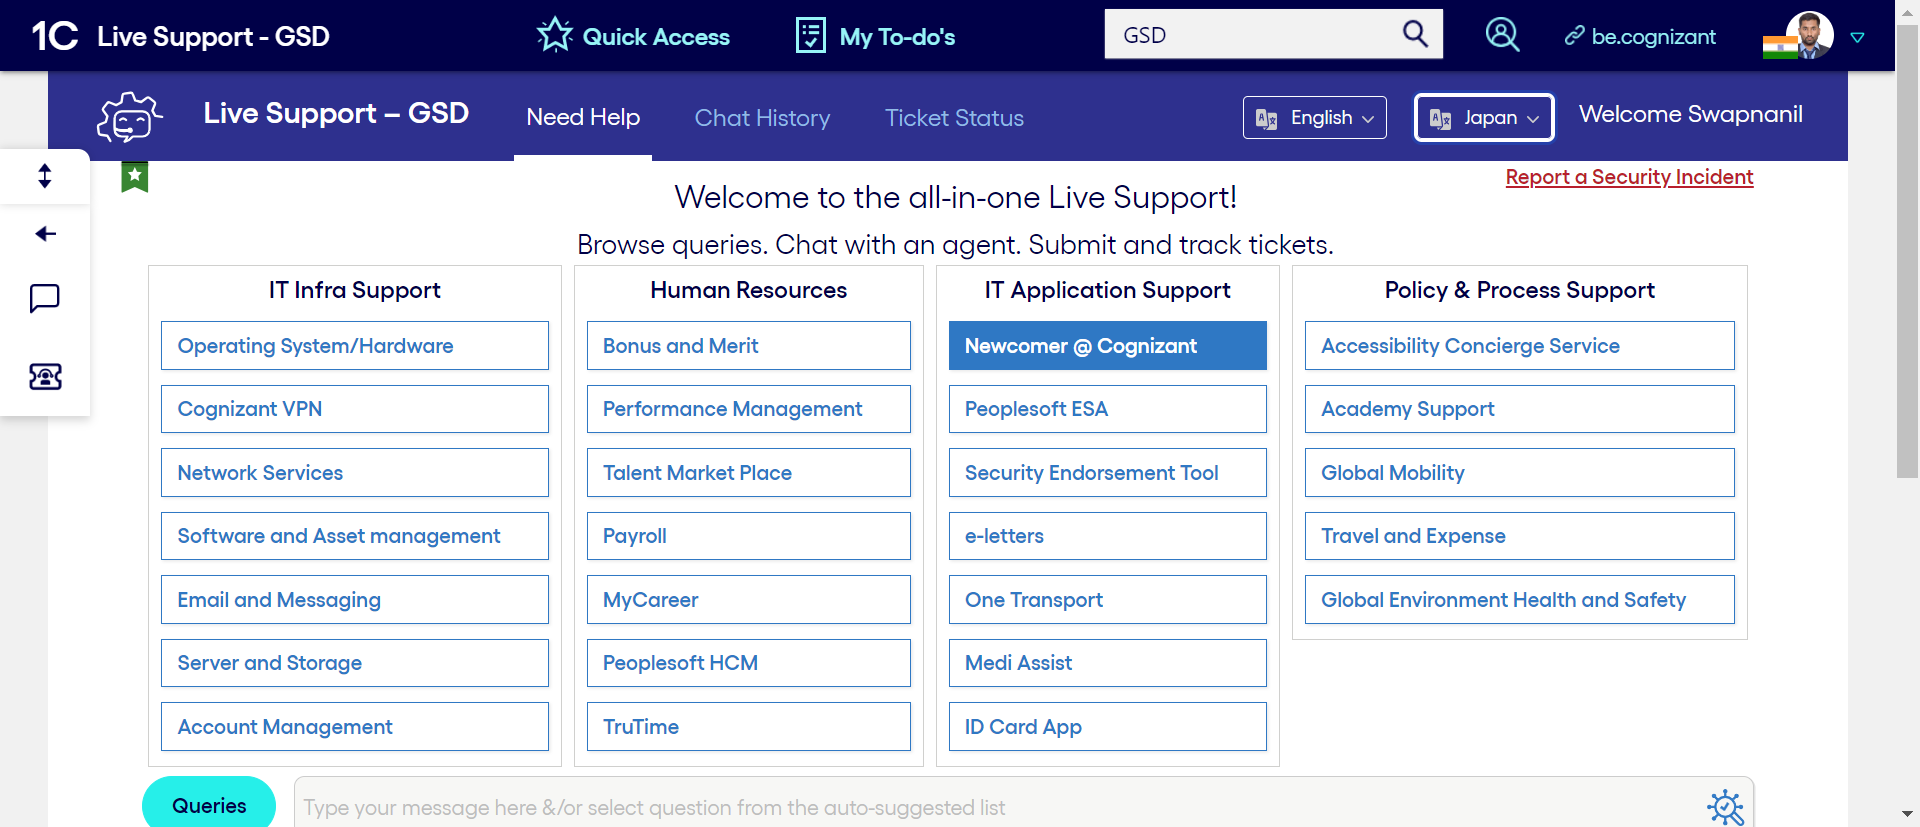 1C Live Support - GSD
Quick Access
My To-do's
GSD
be.cognizant
Live Support – GSD
Need Help
Chat History
Ticket Status
English
Japan
Welcome Swapnanil
Report a Security Incident
Welcome to the all-in-one Live Support!
Browse queries. Chat with an agent. Submit and track tickets.
IT Infra Support
Operating System/Hardware
Cognizant VPN
Network Services
Software and Asset management
Email and Messaging
Server and Storage
Account Management
Human Resources
Bonus and Merit
Performance Management
Talent Market Place
Payroll
MyCareer
Peoplesoft HCM
TruTime
IT Application Support
Newcomer @ Cognizant
Peoplesoft ESA
Security Endorsement Tool
e-letters
One Transport
Medi Assist
ID Card App
Policy & Process Support
Accessibility Concierge Service
Academy Support
Global Mobility
Travel and Expense
Global Environment Health and Safety
Queries
Type your message here &/or select question from the auto-suggested list